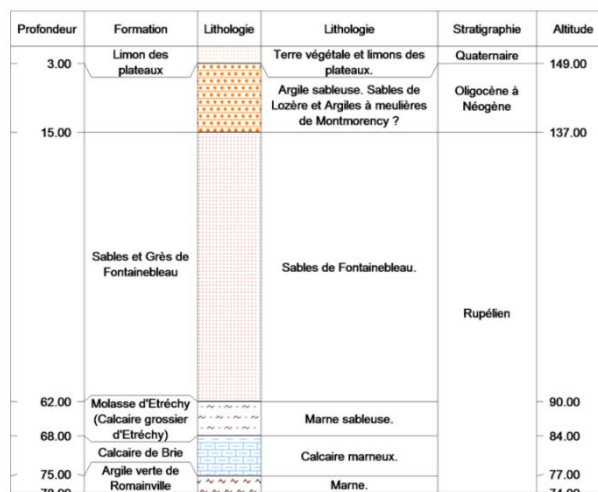 Profondeur Formation Lithologie Lithologie Stratigraphie Altitude
Limon des plateaux Terre végétale et limons des plateaux. Quaternaire
3.00 149.00
Argile sableuse. Sables de Lozère et Argiles à meulières de Montmorency ? Oligocène à Néogène
15.00 137.00
Sables et Grès de Fontainebleau Sables de Fontainebleau.
Rupélien
62.00 90.00
Molasse d'Etréchy (Calcaire grossier d'Etréchy) Marne sableuse.
68.00 84.00
Calcaire de Brie Calcaire marneux.
75.00 77.00
Argile verte de Romainville Marne.